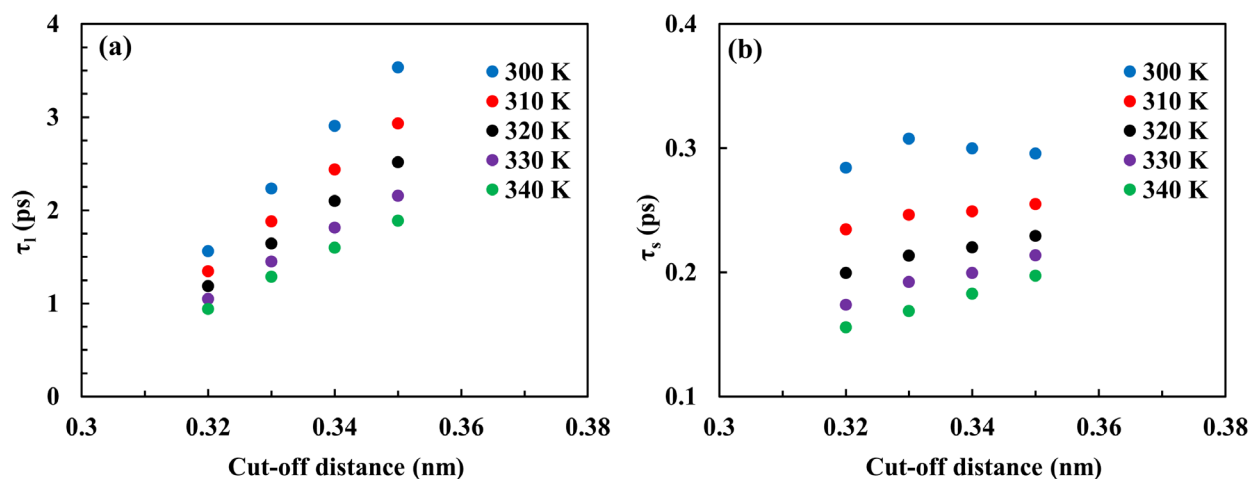 (a)
4
3
2
1
0
τl (ps)
300 K
310 K
320 K
330 K
340 K
0.3 0.32 0.34 0.36 0.38
Cut-off distance (nm)
(b)
0.4
0.3
0.2
0.1
τs (ps)
300 K
310 K
320 K
330 K
340 K
0.3 0.32 0.34 0.36 0.38
Cut-off distance (nm)